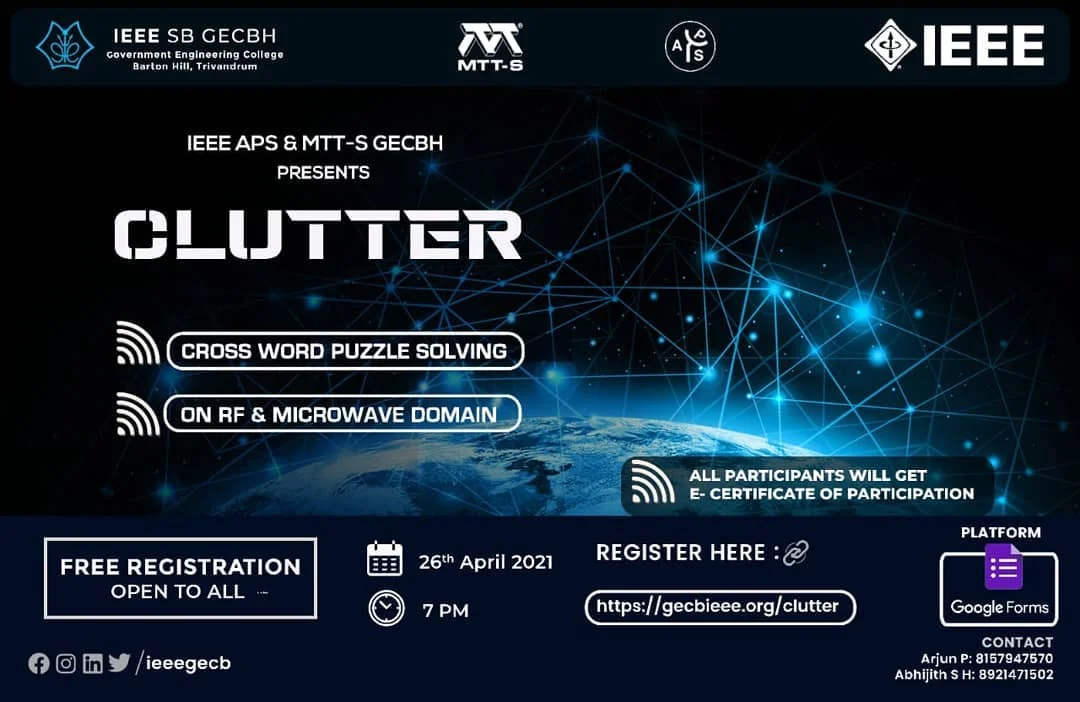 IEEE SB GECBH
Government Engineering College
Barton Hill, Trivandrum
MTT-S
APS
IEEE
IEEE APS & MTT-S GECBH
PRESENTS
CLUTTER
CROSS WORD PUZZLE SOLVING
ON RF & MICROWAVE DOMAIN
ALL PARTICIPANTS WILL GET
E- CERTIFICATE OF PARTICIPATION
FREE REGISTRATION
OPEN TO ALL
26th April 2021
7 PM
REGISTER HERE :
https://gecbieee.org/clutter
PLATFORM
Google Forms
/ieeegecb
CONTACT
Arjun P: 8157947570
Abhijith S H: 8921471502